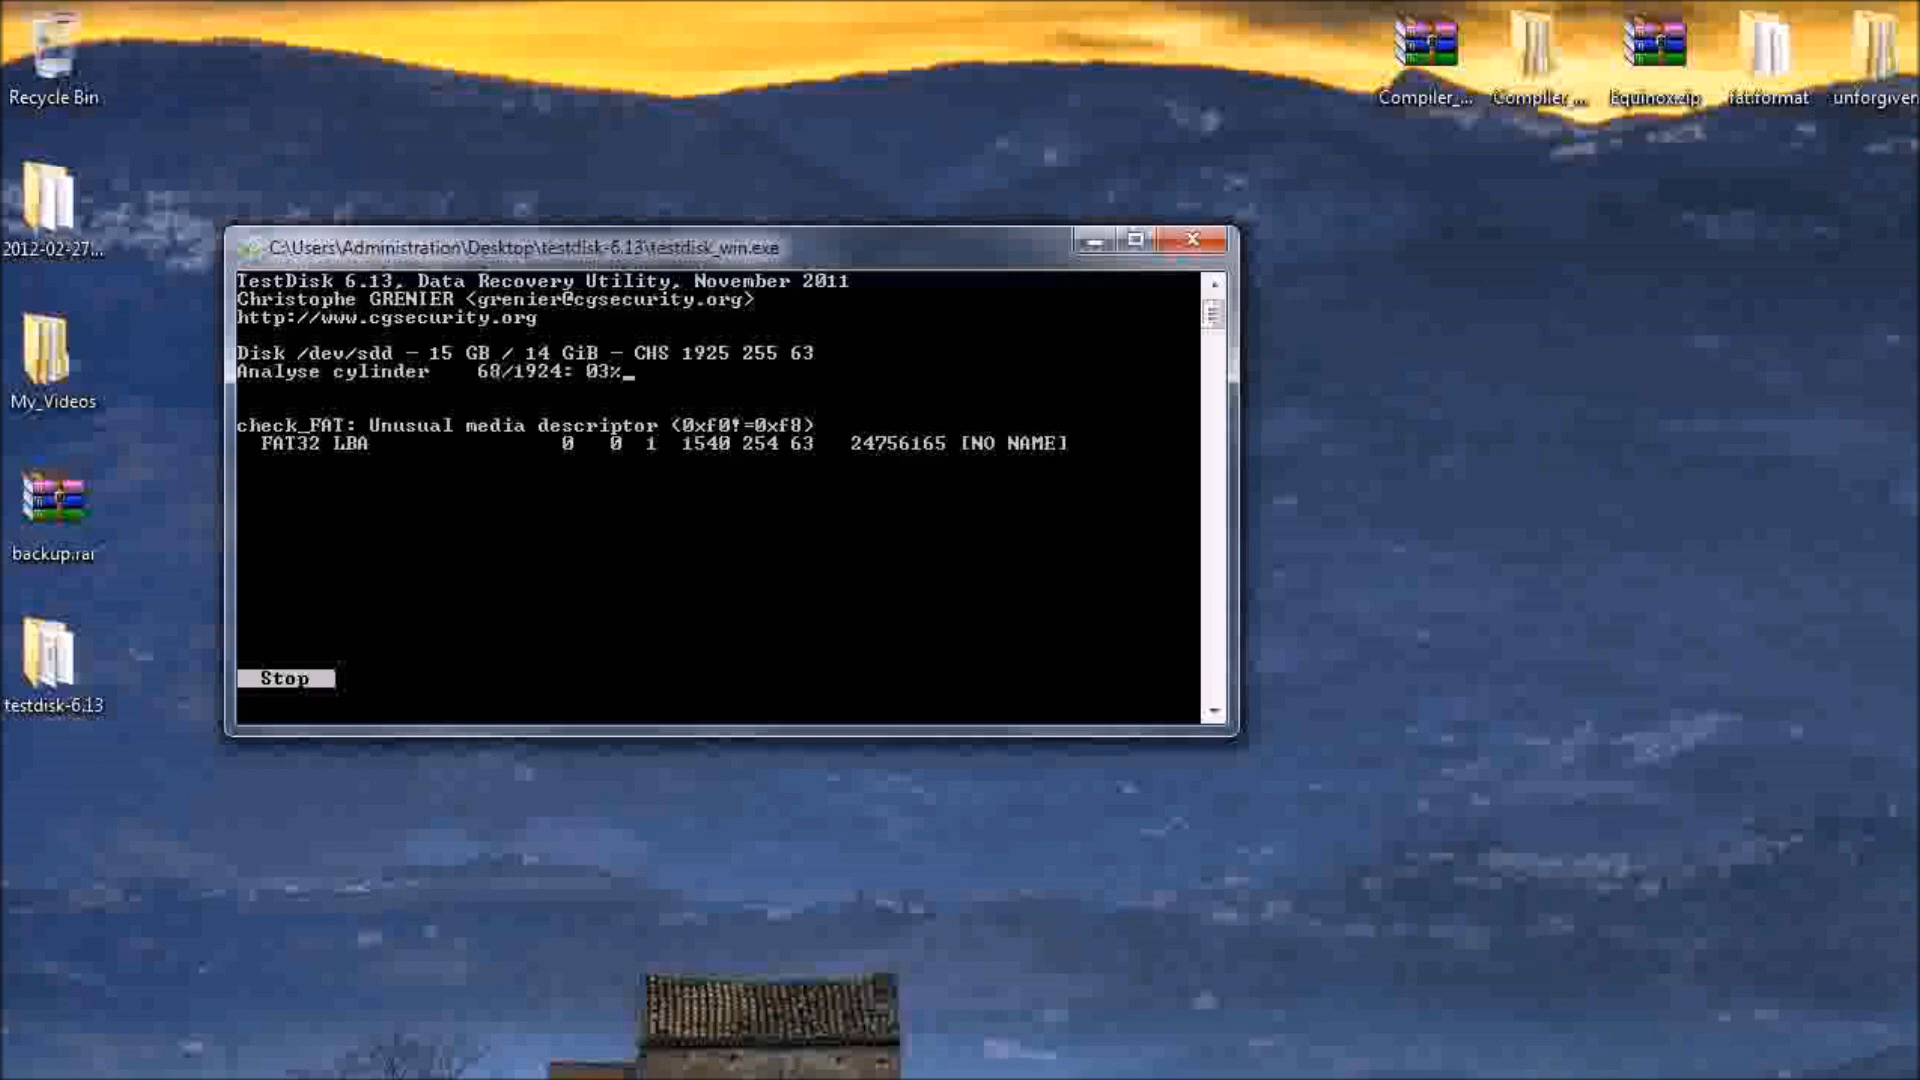 Recycle Bin
Compiler_...
Compiler_...
Equinox.zip
fatformat
unforgiven
2012-02-27...
My_Videos
backup.rar
testdisk-6.13
C:\Users\Administration\Desktop\testdisk-6.13\testdisk_win.exe
TestDisk 6.13, Data Recovery Utility, November 2011
Christophe GRENIER <grenier@cgsecurity.org>
http://www.cgsecurity.org
Disk /dev/sdd - 15 GB / 14 GiB - CHS 1925 255 63
Analyse cylinder 68/1924: 03%_
check_FAT: Unusual media descriptor (0xf0!=0xf8)
FAT32 LBA 0 0 1 1540 254 63 24756165 [NO NAME]
Stop